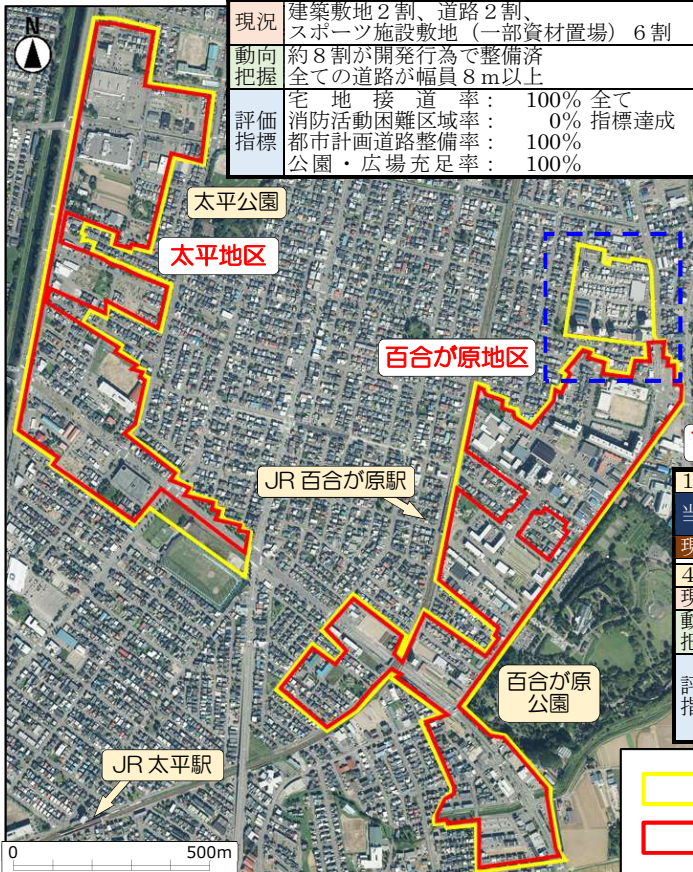 現況 建築敷地2割、道路2割、
スポーツ施設敷地（一部資材置場）6割
動向
把握
約８割が開発行為で整備済
全ての道路が幅員８ｍ以上
評価
指標
宅地接道率： 100% 全て
消防活動困難区域率： 0% 指標達成
都市計画道路整備率： 100%
公園・広場充足率： 100%
N
太平公園
太平地区
百合が原地区
JR 百合が原駅
百合が原
公園
JR 太平駅
0 500m
1
4